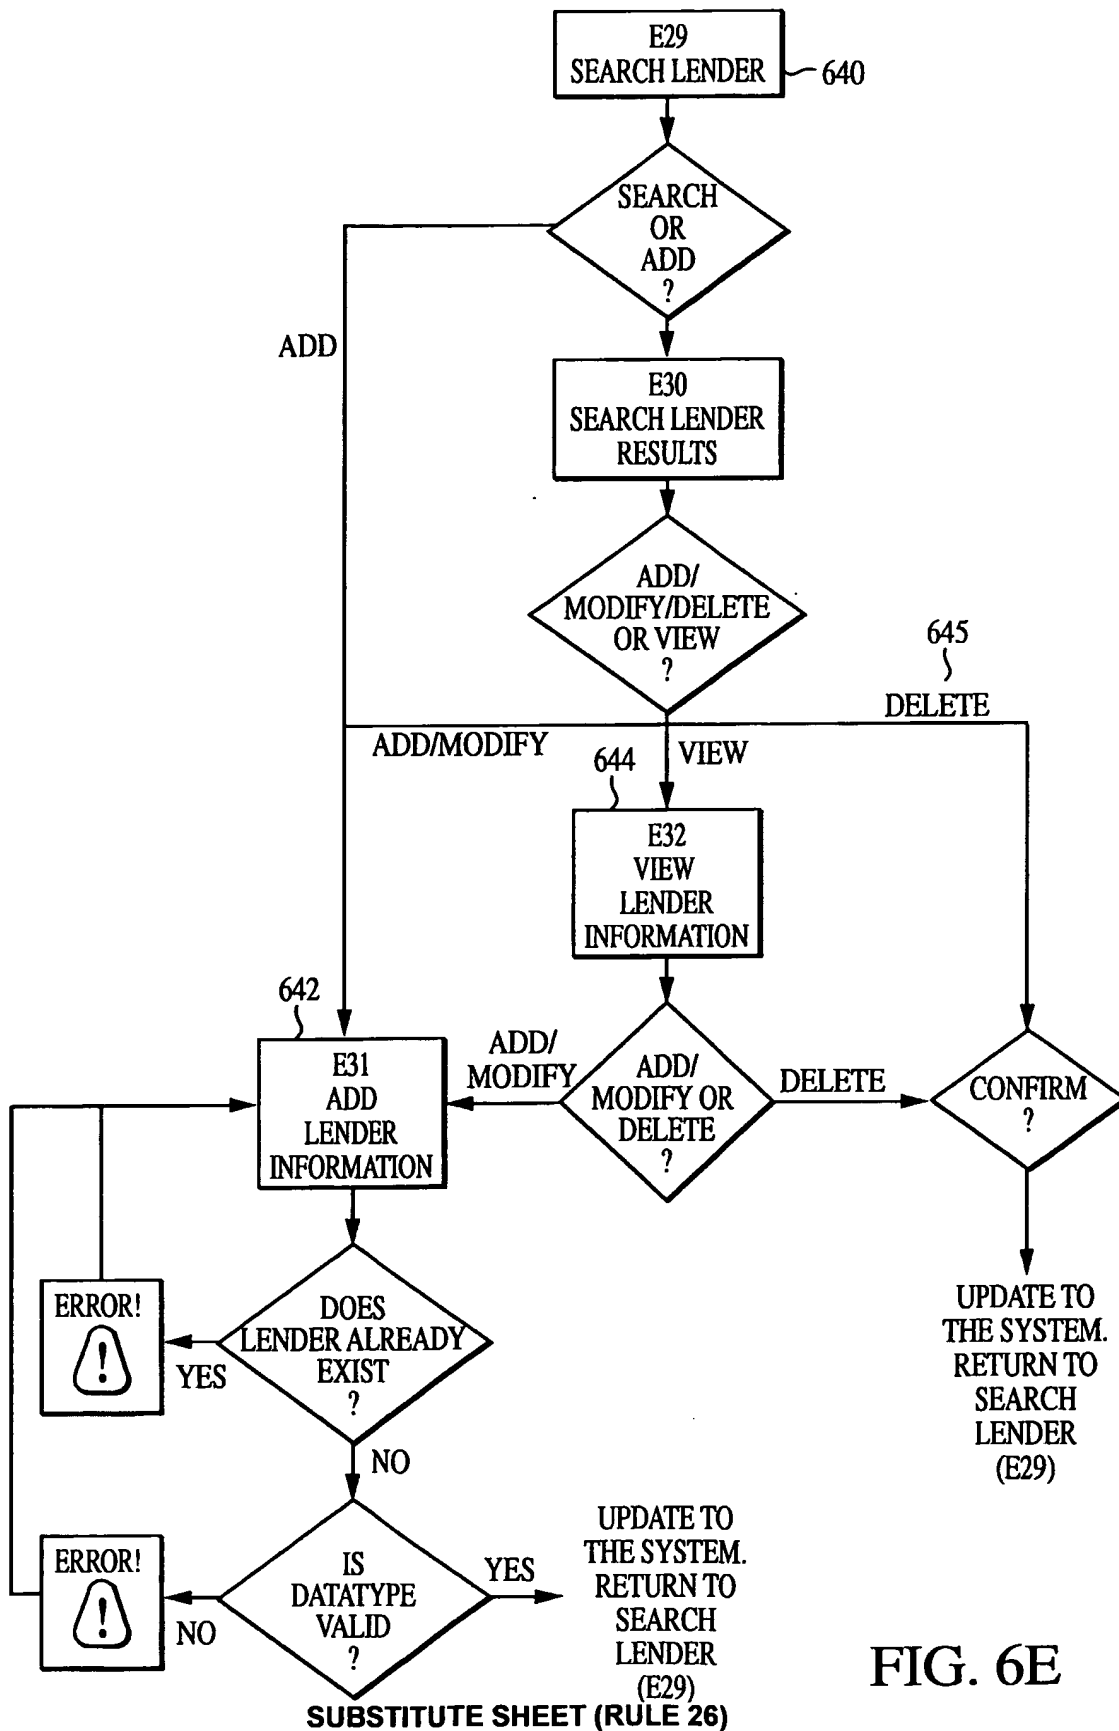 E29
SEARCH LENDER
640
SEARCH
OR
ADD
?
ADD
E30
SEARCH LENDER
RESULTS
ADD/
MODIFY/DELETE
OR VIEW
?
645
DELETE
ADD/MODIFY
VIEW
644
E32
VIEW
LENDER
INFORMATION
642
E31
ADD
LENDER
INFORMATION
ADD/
MODIFY
ADD/
MODIFY OR
DELETE
?
DELETE
CONFIRM
?
ERROR!
!
YES
DOES
LENDER ALREADY
EXIST
?
NO
UPDATE TO
THE SYSTEM.
RETURN TO
SEARCH
LENDER
(E29)
ERROR!
!
NO
IS
DATATYPE
VALID
?
YES
UPDATE TO
THE SYSTEM.
RETURN TO
SEARCH
LENDER
(E29)
FIG. 6E
SUBSTITUTE SHEET (RULE 26)